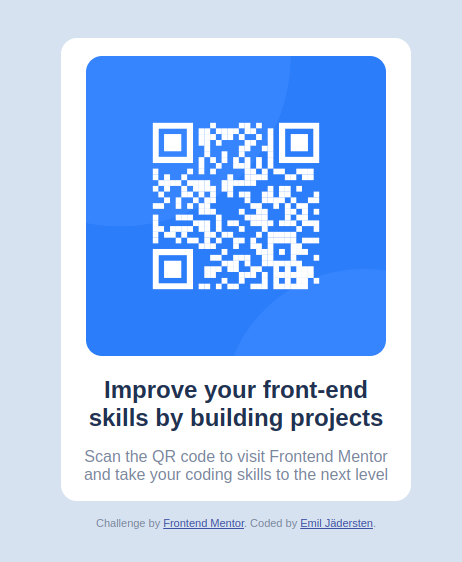 Improve your front-end
skills by building projects
Scan the QR code to visit Frontend Mentor
and take your coding skills to the next level
Challenge by Frontend Mentor. Coded by Emil Jädersten.